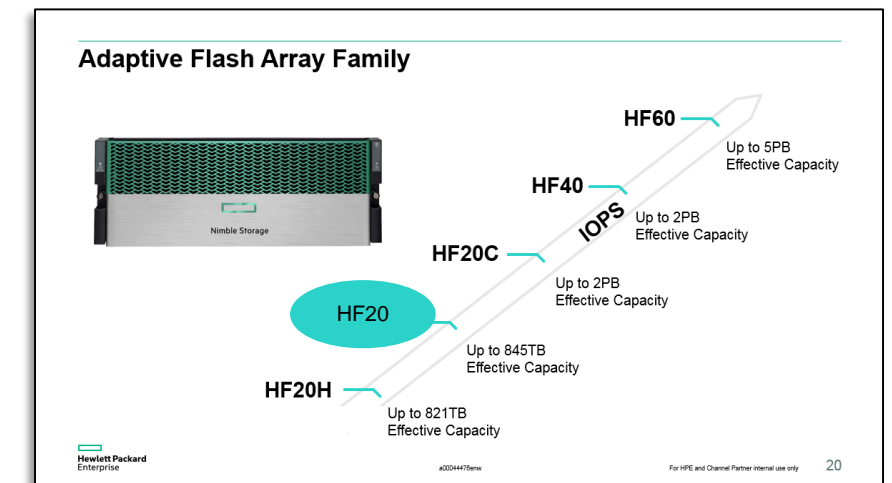 Adaptive Flash Array Family
HF60
Up to 5PB
Effective Capacity
HF40
IOPS
Up to 2PB
Effective Capacity
Nimble Storage
HF20C
Up to 2PB
Effective Capacity
HF20
Up to 845TB
Effective Capacity
HF20H
Up to 821TB
Effective Capacity
Hewlett Packard
Enterprise
a00044476enw
For HPE and Channel Partner internal use only
20